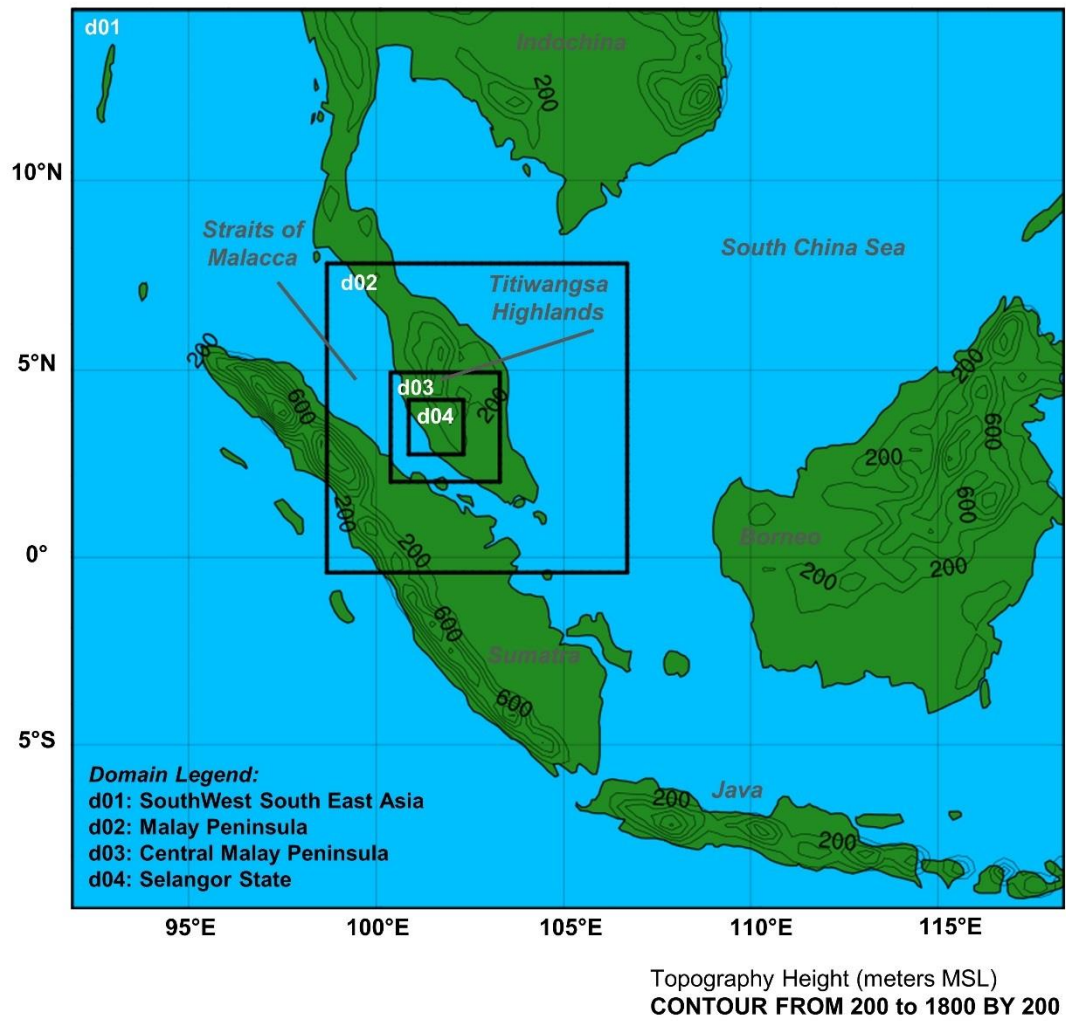 d01
Indochina
200
10°N
Straits of
Malacca
South China Sea
d02
Titiwangsa
Highlands
5°N
200
200
d03
600
200
d04
600
200
200
600
200
Borneo
0°
200
200
200
600
Sumatra
600
5°S
Domain Legend:
d01: SouthWest South East Asia
d02: Malay Peninsula
d03: Central Malay Peninsula
d04: Selangor State
Java
200
200
95°E
100°E
105°E
110°E
115°E
Topography Height (meters MSL)
CONTOUR FROM 200 to 1800 BY 200